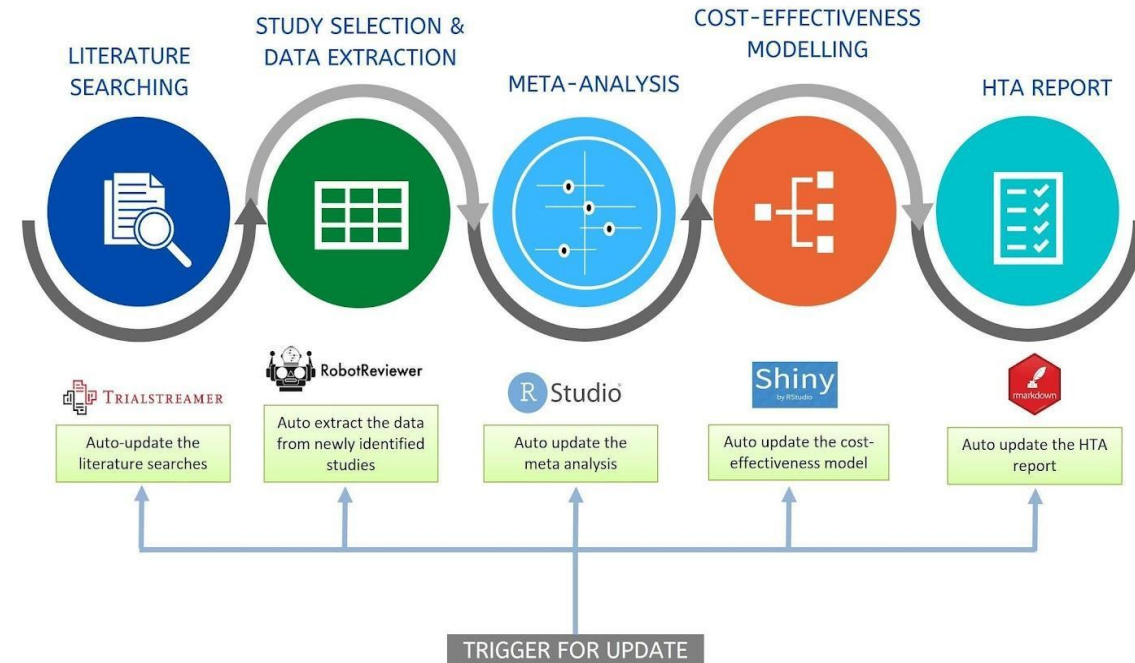 LITERATURE
SEARCHING
STUDY SELECTION &
DATA EXTRACTION
META-ANALYSIS
COST-EFFECTIVENESS
MODELLING
HTA REPORT
TRIALSTREAMER
RobotReviewer
R Studio®
Shiny
by RStudio
rmarkdown
Auto-update the
literature searches
Auto extract the data
from newly identified
studies
Auto update the
meta analysis
Auto update the cost-
effectiveness model
Auto update the HTA
report
TRIGGER FOR UPDATE